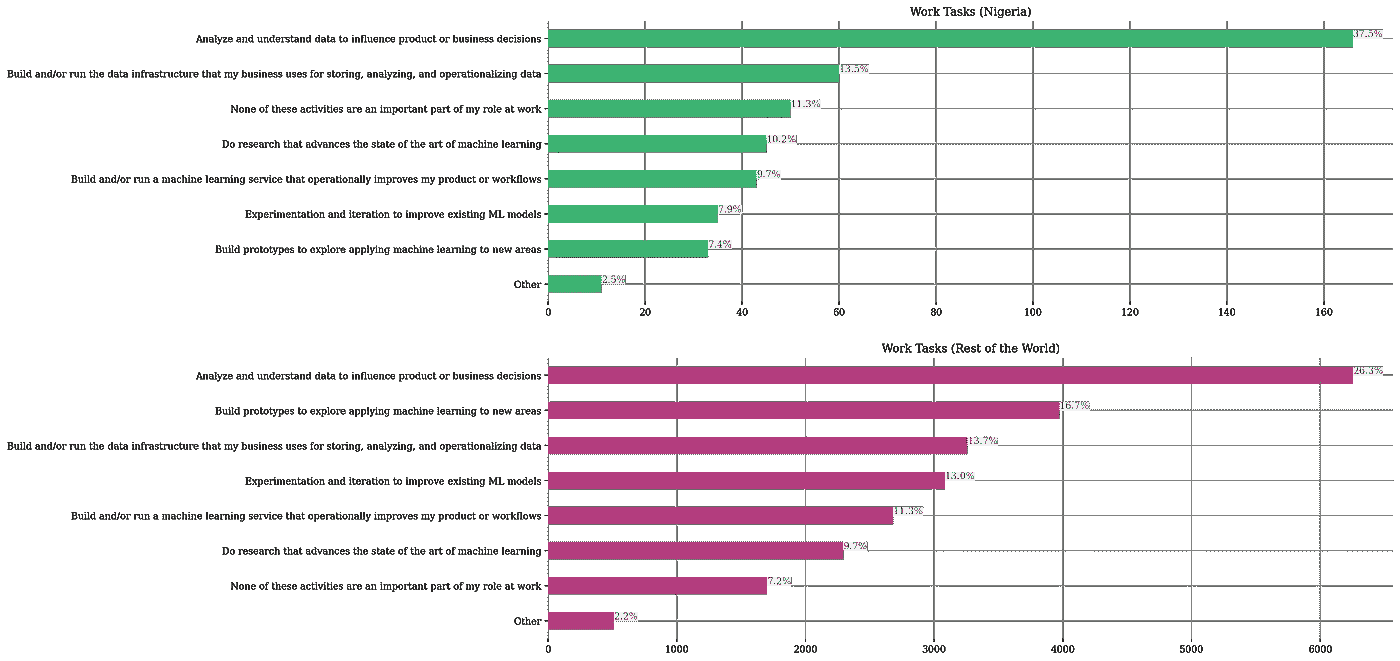 Work Tasks (Nigeria)
Analyze and understand data to influence product or business decisions
37.5%
Build and/or run the data infrastructure that my business uses for storing, analyzing, and operationalizing data
13.5%
None of these activities are an important part of my role at work
11.3%
Do research that advances the state of the art of machine learning
10.2%
Build and/or run a machine learning service that operationally improves my product or workflows
9.7%
Experimentation and iteration to improve existing ML models
7.9%
Build prototypes to explore applying machine learning to new areas
7.4%
Other
2.5%
0 20 40 60 80 100 120 140 160
Work Tasks (Rest of the World)
Analyze and understand data to influence product or business decisions
26.3%
Build prototypes to explore applying machine learning to new areas
16.7%
Build and/or run the data infrastructure that my business uses for storing, analyzing, and operationalizing data
13.7%
Experimentation and iteration to improve existing ML models
13.0%
Build and/or run a machine learning service that operationally improves my product or workflows
11.3%
Do research that advances the state of the art of machine learning
9.7%
None of these activities are an important part of my role at work
7.2%
Other
2.2%
0 1000 2000 3000 4000 5000 6000